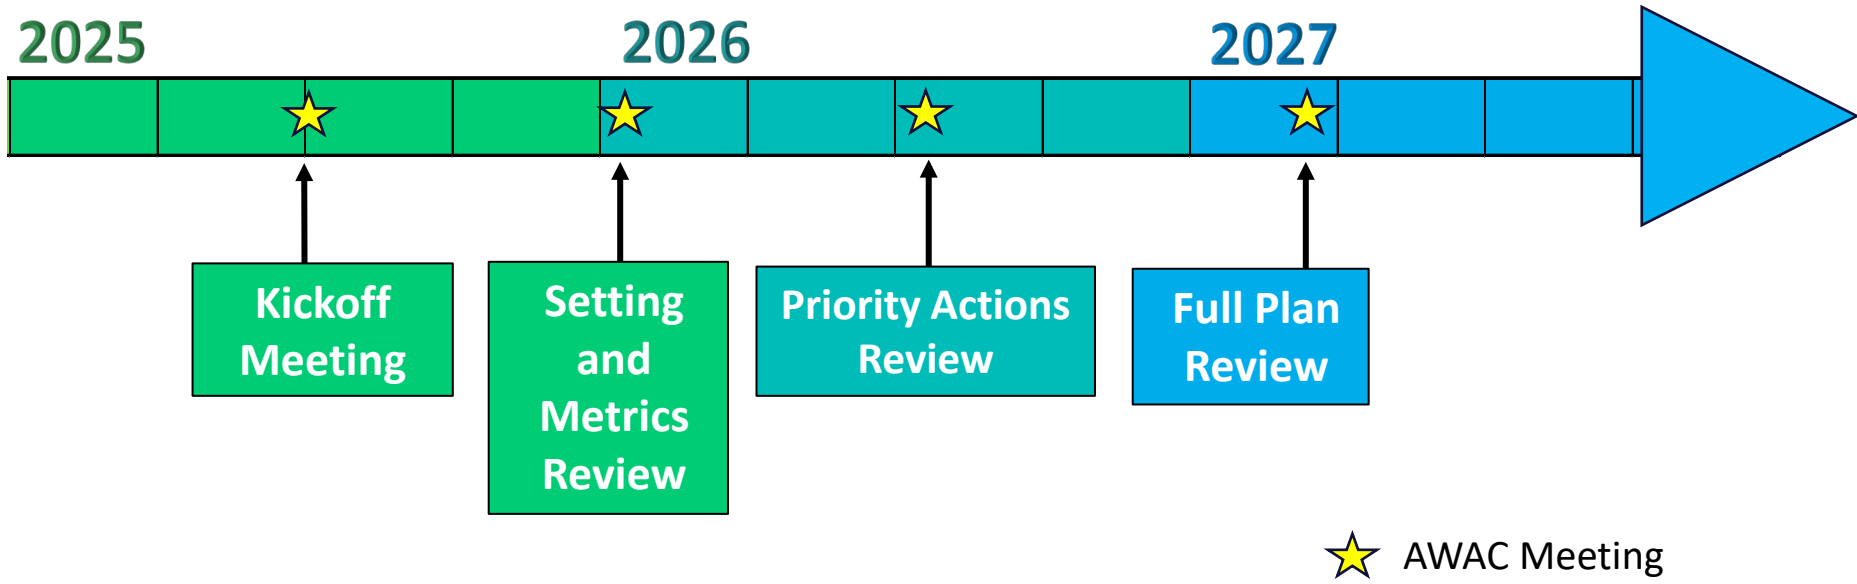 2025
2026
2027
Kickoff
Meeting
Setting
and
Metrics
Review
Priority Actions
Review
Full Plan
Review
AWAC Meeting